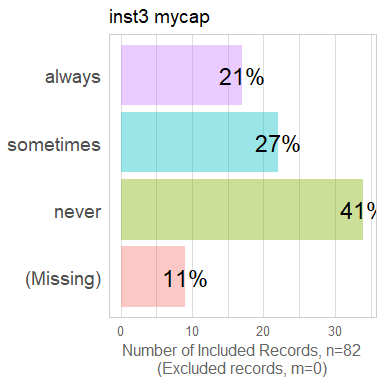 inst3 mycap
always
21%
sometimes
27%
never
41%
(Missing)
11%
0 10 20 30
Number of Included Records, n=82
(Excluded records, m=0)